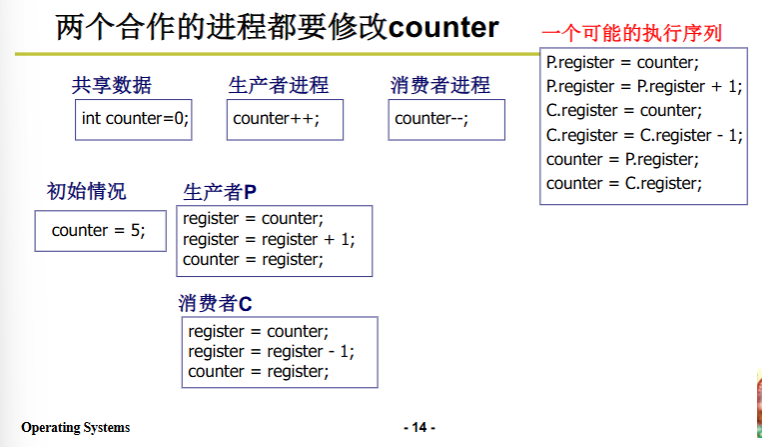 两个合作的进程都要修改counter
一个可能的执行序列
P.register = counter;
P.register = P.register + 1;
C.register = counter;
C.register = C.register - 1;
counter = P.register;
counter = C.register;
共享数据
int counter=0;
生产者进程
counter++;
消费者进程
counter--;
初始情况
counter = 5;
生产者P
register = counter;
register = register + 1;
counter = register;
消费者C
register = counter;
register = register - 1;
counter = register;
Operating Systems
- 14 -